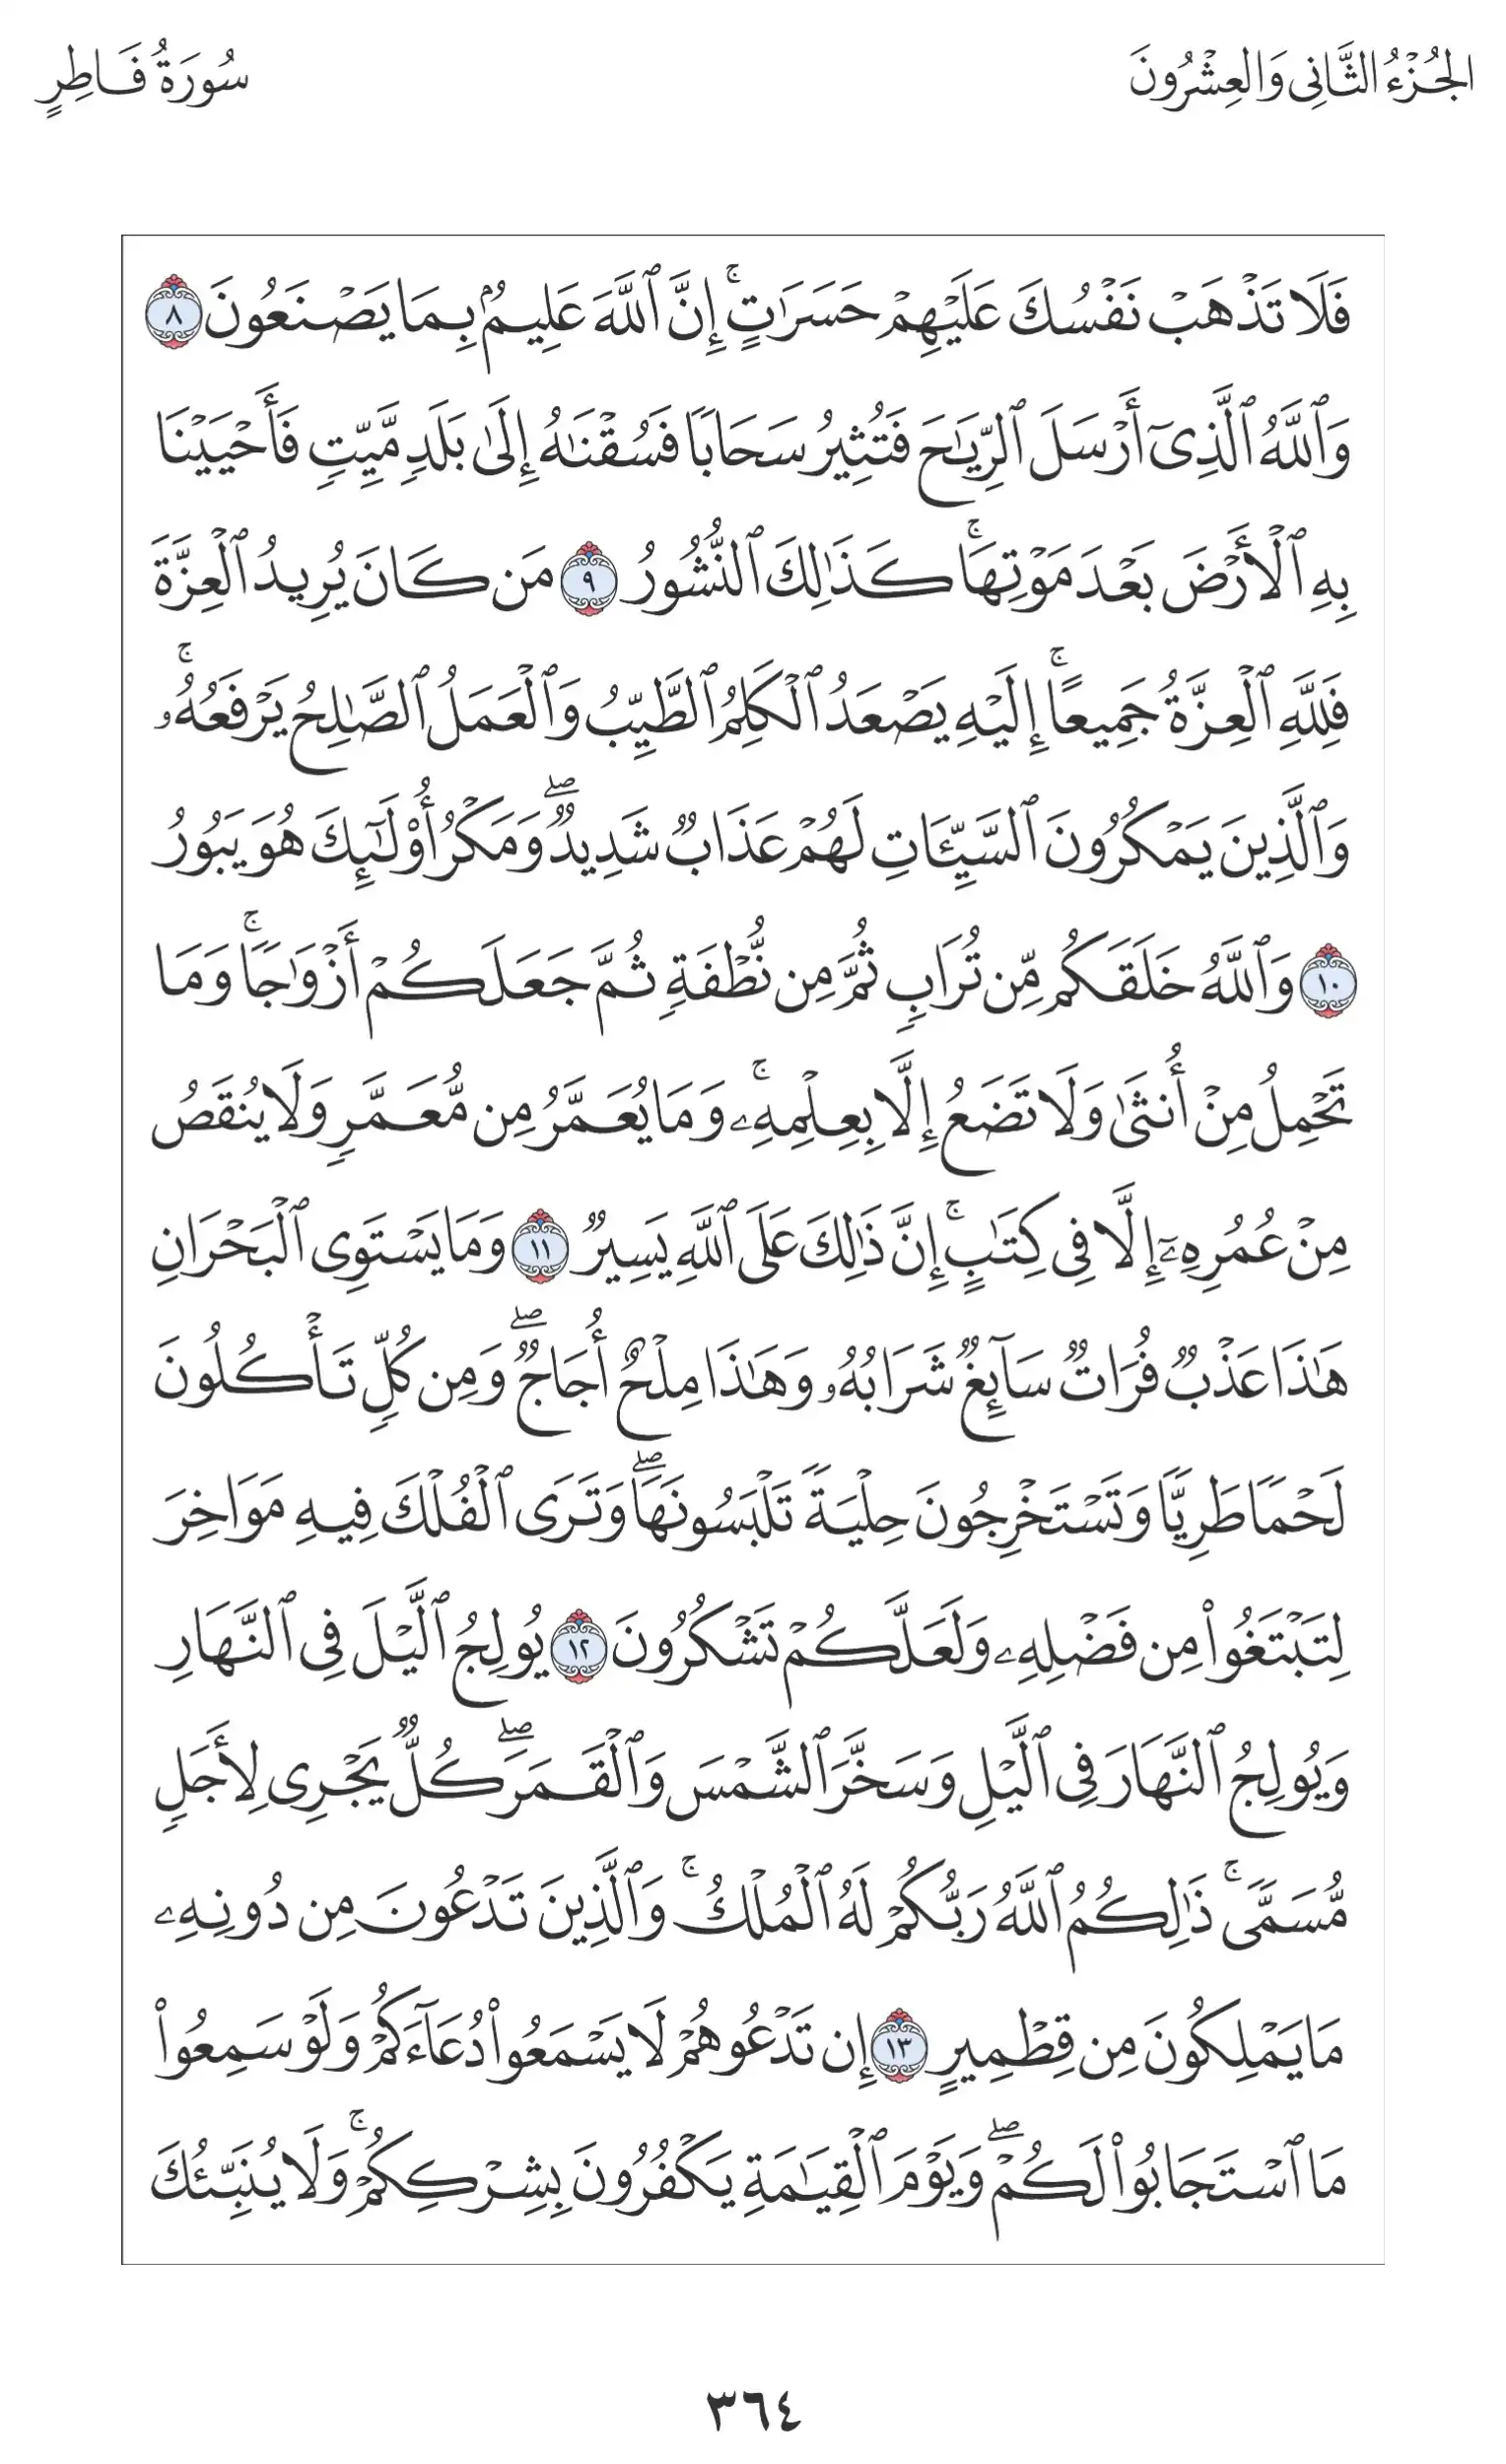 الجُزْءُ الثَّانِى وَالعِشْرُونَ
سُورَةُ فَاطِرٍ
فَلَا تَذْهَبْ نَفْسُكَ عَلَيْهِمْ حَسَرَٰتٍۚ إِنَّ ٱللَّهَ عَلِيمُۢ بِمَا يَصْنَعُونَ ٨
وَٱللَّهُ ٱلَّذِىٓ أَرْسَلَ ٱلرِّيَٰحَ فَتُثِيرُ سَحَابًا فَسُقْنَٰهُ إِلَىٰ بَلَدٍ مَّيِّتٍ فَأَحْيَيْنَا
بِهِ ٱلْأَرْضَ بَعْدَ مَوْتِهَاۚ كَذَٰلِكَ ٱلنُّشُورُ ٩ مَن كَانَ يُرِيدُ ٱلْعِزَّةَ
فَلِلَّهِ ٱلْعِزَّةُ جَمِيعًاۚ إِلَيْهِ يَصْعَدُ ٱلْكَلِمُ ٱلطَّيِّبُ وَٱلْعَمَلُ ٱلصَّٰلِحُ يَرْفَعُهُۥۚ
وَٱلَّذِينَ يَمْكُرُونَ ٱلسَّيِّـَٔاتِ لَهُمْ عَذَابٌ شَدِيدٌۖ وَمَكْرُ أُو۟لَٰٓئِكَ هُوَ يَبُورُ
١٠ وَٱللَّهُ خَلَقَكُم مِّن تُرَابٍ ثُمَّ مِن نُّطْفَةٍ ثُمَّ جَعَلَكُمْ أَزْوَٰجًاۚ وَمَا
تَحْمِلُ مِنْ أُنثَىٰ وَلَا تَضَعُ إِلَّا بِعِلْمِهِۦۚ وَمَا يُعَمَّرُ مِن مُّعَمَّرٍ وَلَا يُنقَصُ
مِنْ عُمُرِهِۦٓ إِلَّا فِى كِتَٰبٍۚ إِنَّ ذَٰلِكَ عَلَى ٱللَّهِ يَسِيرٌ ١١ وَمَا يَسْتَوِى ٱلْبَحْرَانِ
هَٰذَا عَذْبٌ فُرَاتٌ سَآئِغٌ شَرَابُهُۥ وَهَٰذَا مِلْحٌ أُجَاجٌۖ وَمِن كُلٍّ تَأْكُلُونَ
لَحْمًا طَرِيًّا وَتَسْتَخْرِجُونَ حِلْيَةً تَلْبَسُونَهَاۖ وَتَرَى ٱلْفُلْكَ فِيهِ مَوَاخِرَ
لِتَبْتَغُوا۟ مِن فَضْلِهِۦ وَلَعَلَّكُمْ تَشْكُرُونَ ١٢ يُولِجُ ٱلَّيْلَ فِى ٱلنَّهَارِ
وَيُولِجُ ٱلنَّهَارَ فِى ٱلَّيْلِ وَسَخَّرَ ٱلشَّمْسَ وَٱلْقَمَرَۖ كُلٌّ يَجْرِى لِأَجَلٍ
مُّسَمًّىۚ ذَٰلِكُمُ ٱللَّهُ رَبُّكُمْ لَهُ ٱلْمُلْكُۚ وَٱلَّذِينَ تَدْعُونَ مِن دُونِهِۦ
مَا يَمْلِكُونَ مِن قِطْمِيرٍ ١٣ إِن تَدْعُوهُمْ لَا يَسْمَعُوا۟ دُعَآءَكُمْ وَلَوْ سَمِعُوا۟
مَا ٱسْتَجَابُوا۟ لَكُمْۖ وَيَوْمَ ٱلْقِيَٰمَةِ يَكْفُرُونَ بِشِرْكِكُمْۚ وَلَا يُنَبِّئُكَ
٣٦٤